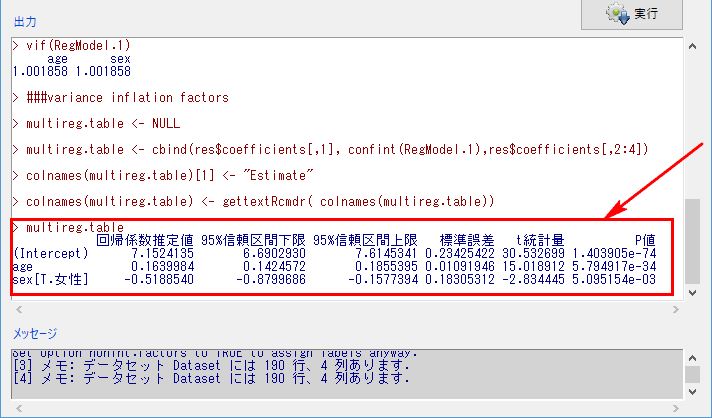 出力
実行
> vif(RegModel.1)
age sex
1.001858 1.001858
> ###variance inflation factors
> multireg.table <- NULL
> multireg.table <- cbind(res$coefficients[,1], confint(RegModel.1),res$coefficients[,2:4])
> colnames(multireg.table)[1] <- "Estimate"
> colnames(multireg.table) <- gettextRcmdr( colnames(multireg.table))
> multireg.table
回帰係数推定値 95%信頼区間下限 95%信頼区間上限 標準誤差 t統計量 P値
(Intercept) 7.1524135 6.6902930 7.6145341 0.23425422 30.532699 1.403905e-74
age 0.1639984 0.1424572 0.1855395 0.01091946 15.018912 5.794917e-34
sex[T.女性] -0.5188540 -0.8799686 -0.1577394 0.18305312 -2.834445 5.095154e-03
メッセージ
Set option nonint.factors to TRUE to assign labels anyway.
[3] メモ: データセット Dataset には 190 行、4 列あります.
[4] メモ: データセット Dataset には 190 行、4 列あります.